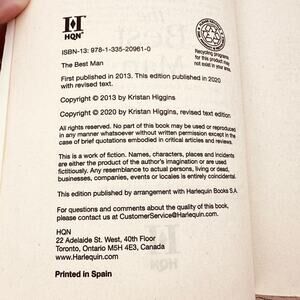 HQN™
Recycling programs
for this product may
not exist in your area.
ISBN-13: 978-1-335-20961-0
The Best Man
First published in 2013. This edition published in 2020
with revised text.
Copyright © 2013 by Kristan Higgins
Copyright © 2020 by Kristan Higgins, revised text edition
All rights reserved. No part of this book may be used or reproduced
in any manner whatsoever without written permission except in the
case of brief quotations embodied in critical articles and reviews.
This is a work of fiction. Names, characters, places and incidents
are either the product of the author's imagination or are used
fictitiously. Any resemblance to actual persons, living or dead,
businesses, companies, events or locales is entirely coincidental.
This edition published by arrangement with Harlequin Books S.A.
For questions and comments about the quality of this book,
please contact us at CustomerService@Harlequin.com.
HQN
22 Adelaide St. West, 40th Floor
Toronto, Ontario M5H 4E3, Canada
www.Harlequin.com
Printed in Spain